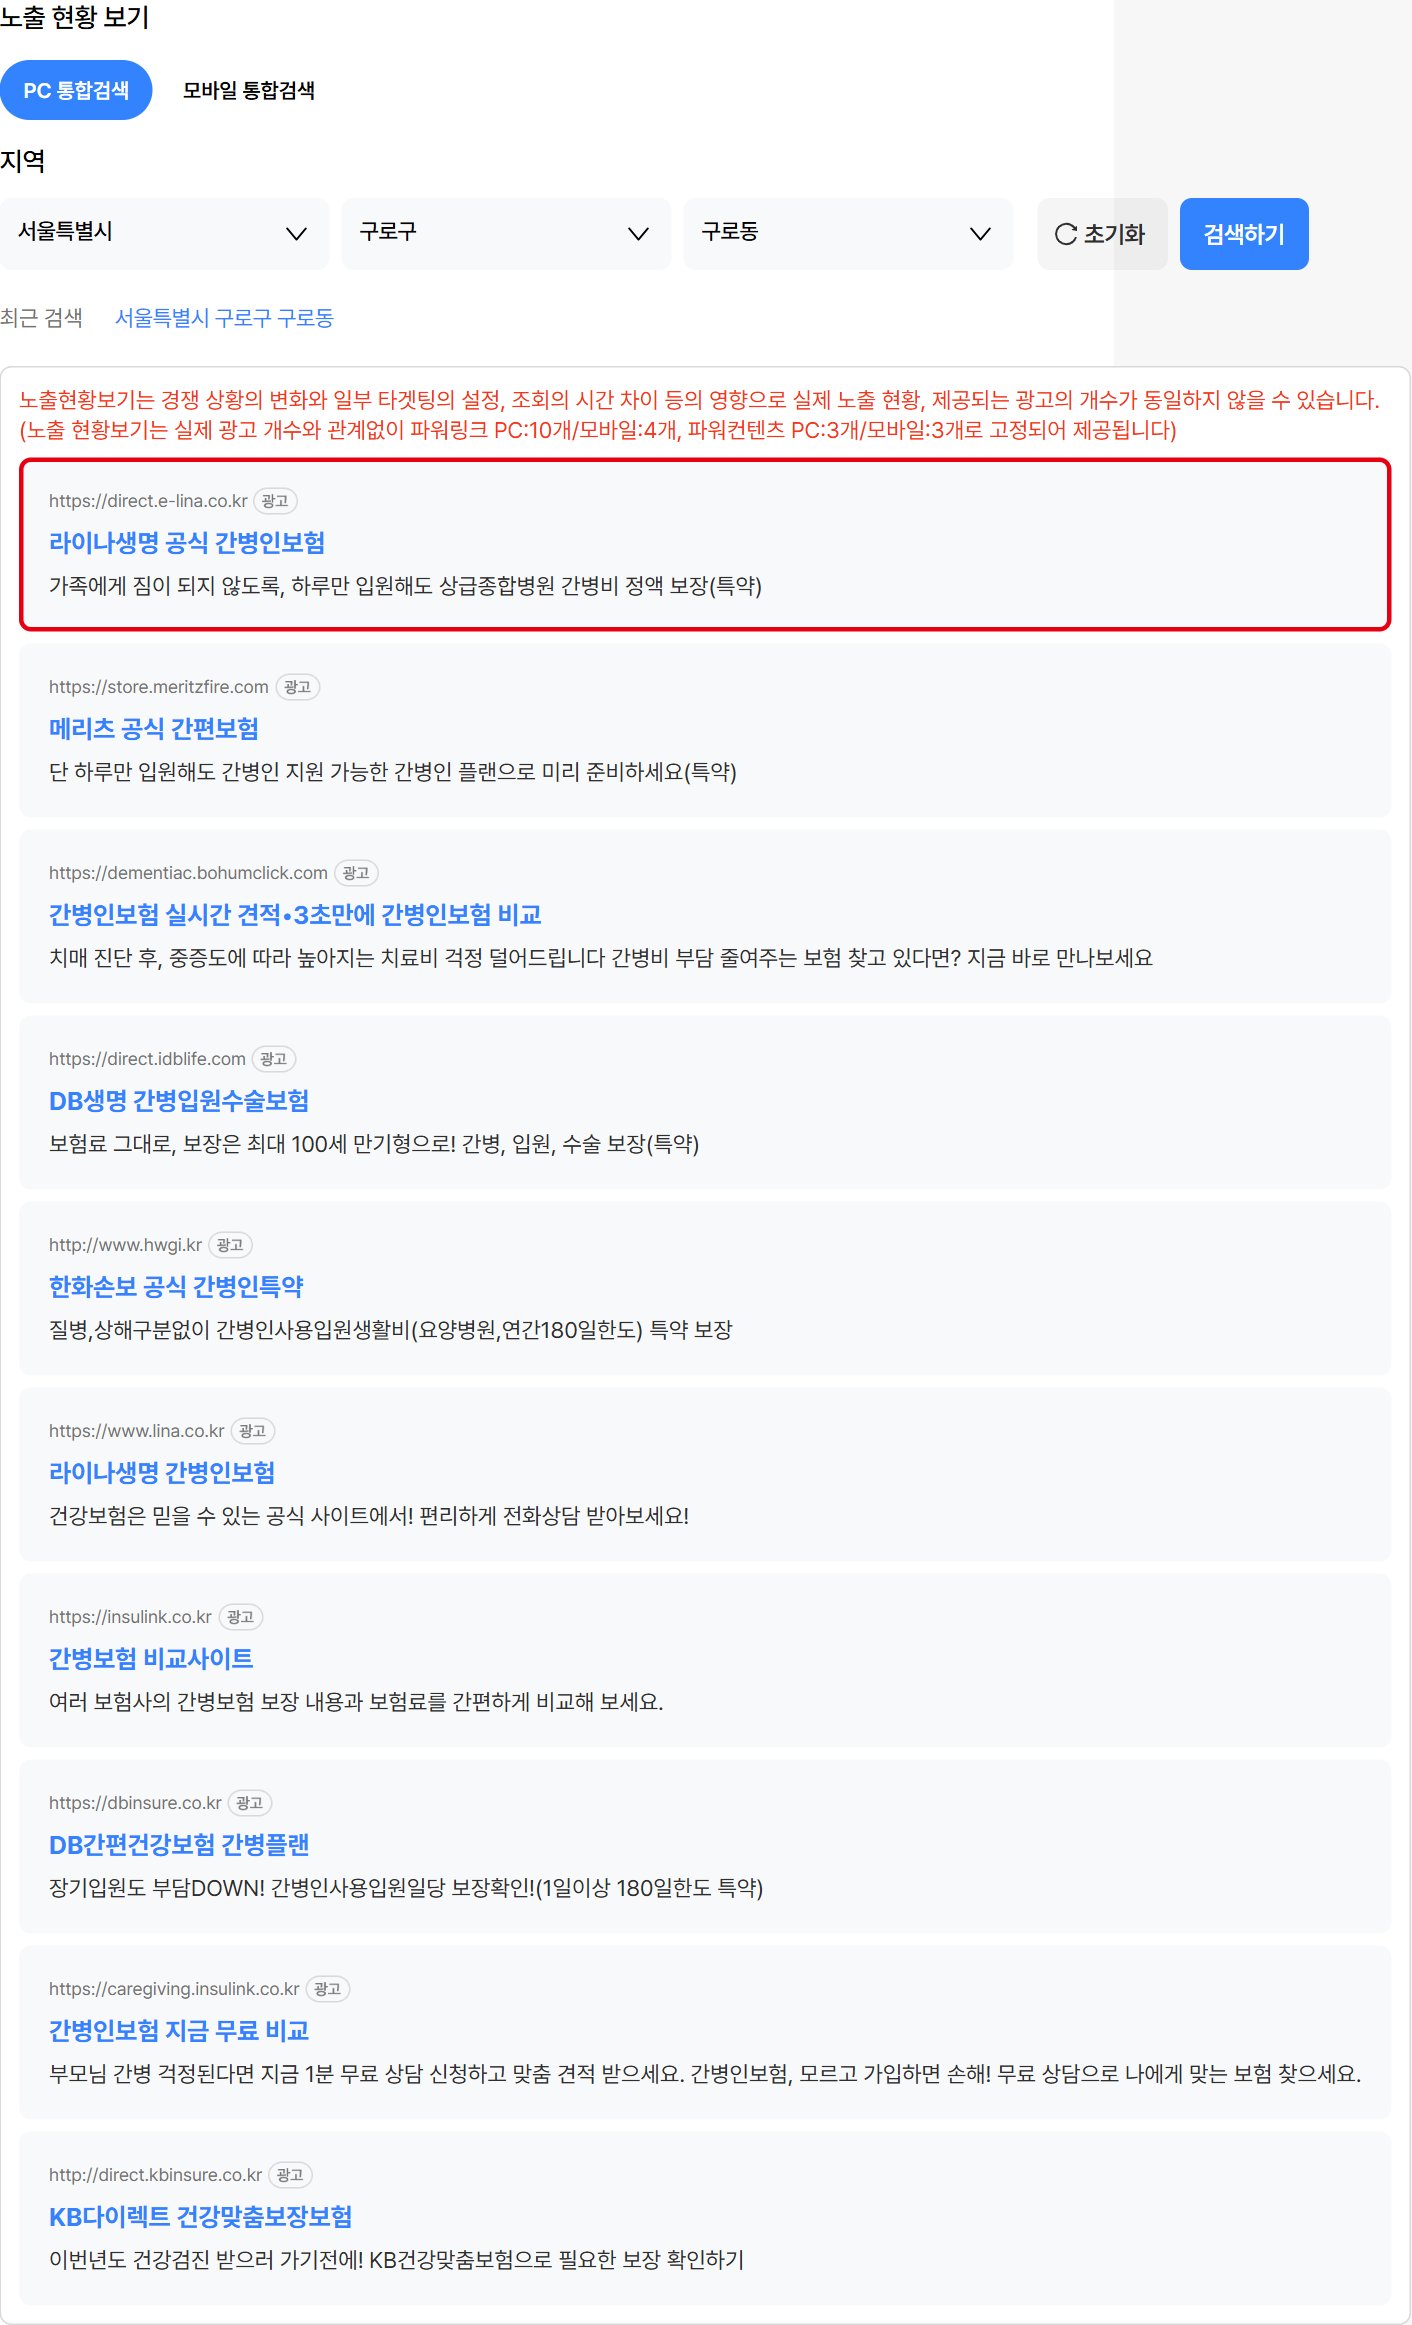 노출 현황 보기
PC 통합검색 모바일 통합검색
지역
서울특별시 구로구 구로동 초기화 검색하기
최근 검색 서울특별시 구로구 구로동
노출현황보기는 경쟁 상황의 변화와 일부 타겟팅의 설정, 조회의 시간 차이 등의 영향으로 실제 노출 현황, 제공되는 광고의 개수가 동일하지 않을 수 있습니다.
(노출 현황보기는 실제 광고 개수와 관계없이 파워링크 PC:10개/모바일:4개, 파워컨텐츠 PC:3개/모바일:3개로 고정되어 제공됩니다)
https://direct.e-lina.co.kr 광고
라이나생명 공식 간병인보험
가족에게 짐이 되지 않도록, 하루만 입원해도 상급종합병원 간병비 정액 보장(특약)
https://store.meritzfire.com 광고
메리츠 공식 간편보험
단 하루만 입원해도 간병인 지원 가능한 간병인 플랜으로 미리 준비하세요(특약)
https://dementiac.bohumclick.com 광고
간병인보험 실시간 견적•3초만에 간병인보험 비교
치매 진단 후, 중증도에 따라 높아지는 치료비 걱정 덜어드립니다 간병비 부담 줄여주는 보험 찾고 있다면? 지금 바로 만나보세요
https://direct.idblife.com 광고
DB생명 간병입원수술보험
보험료 그대로, 보장은 최대 100세 만기형으로! 간병, 입원, 수술 보장(특약)
http://www.hwgi.kr 광고
한화손보 공식 간병인특약
질병,상해구분없이 간병인사용입원생활비(요양병원,연간180일한도) 특약 보장
https://www.lina.co.kr 광고
라이나생명 간병인보험
건강보험은 믿을 수 있는 공식 사이트에서! 편리하게 전화상담 받아보세요!
https://insulink.co.kr 광고
간병보험 비교사이트
여러 보험사의 간병보험 보장 내용과 보험료를 간편하게 비교해 보세요.
https://dbinsure.co.kr 광고
DB간편건강보험 간병플랜
장기입원도 부담DOWN! 간병인사용입원일당 보장확인!(1일이상 180일한도 특약)
https://caregiving.insulink.co.kr 광고
간병인보험 지금 무료 비교
부모님 간병 걱정된다면 지금 1분 무료 상담 신청하고 맞춤 견적 받으세요. 간병인보험, 모르고 가입하면 손해! 무료 상담으로 나에게 맞는 보험 찾으세요.
http://direct.kbinsure.co.kr 광고
KB다이렉트 건강맞춤보장보험
이번년도 건강검진 받으러 가기전에! KB건강맞춤보험으로 필요한 보장 확인하기